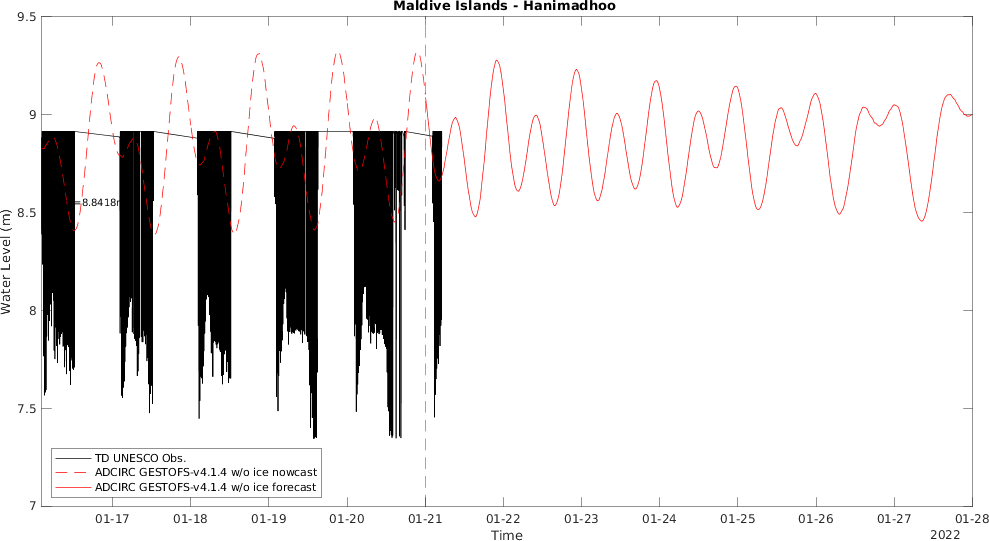 Maldive Islands - Hanimadhoo
Water Level (m)
9.5
9
8.5
8
7.5
7
=8.8418
TD UNESCO Obs.
ADCIRC GESTOFS-v4.1.4 w/o ice nowcast
ADCIRC GESTOFS-v4.1.4 w/o ice forecast
01-17 01-18 01-19 01-20 01-21 01-22 01-23 01-24 01-25 01-26 01-27 01-28
Time
2022